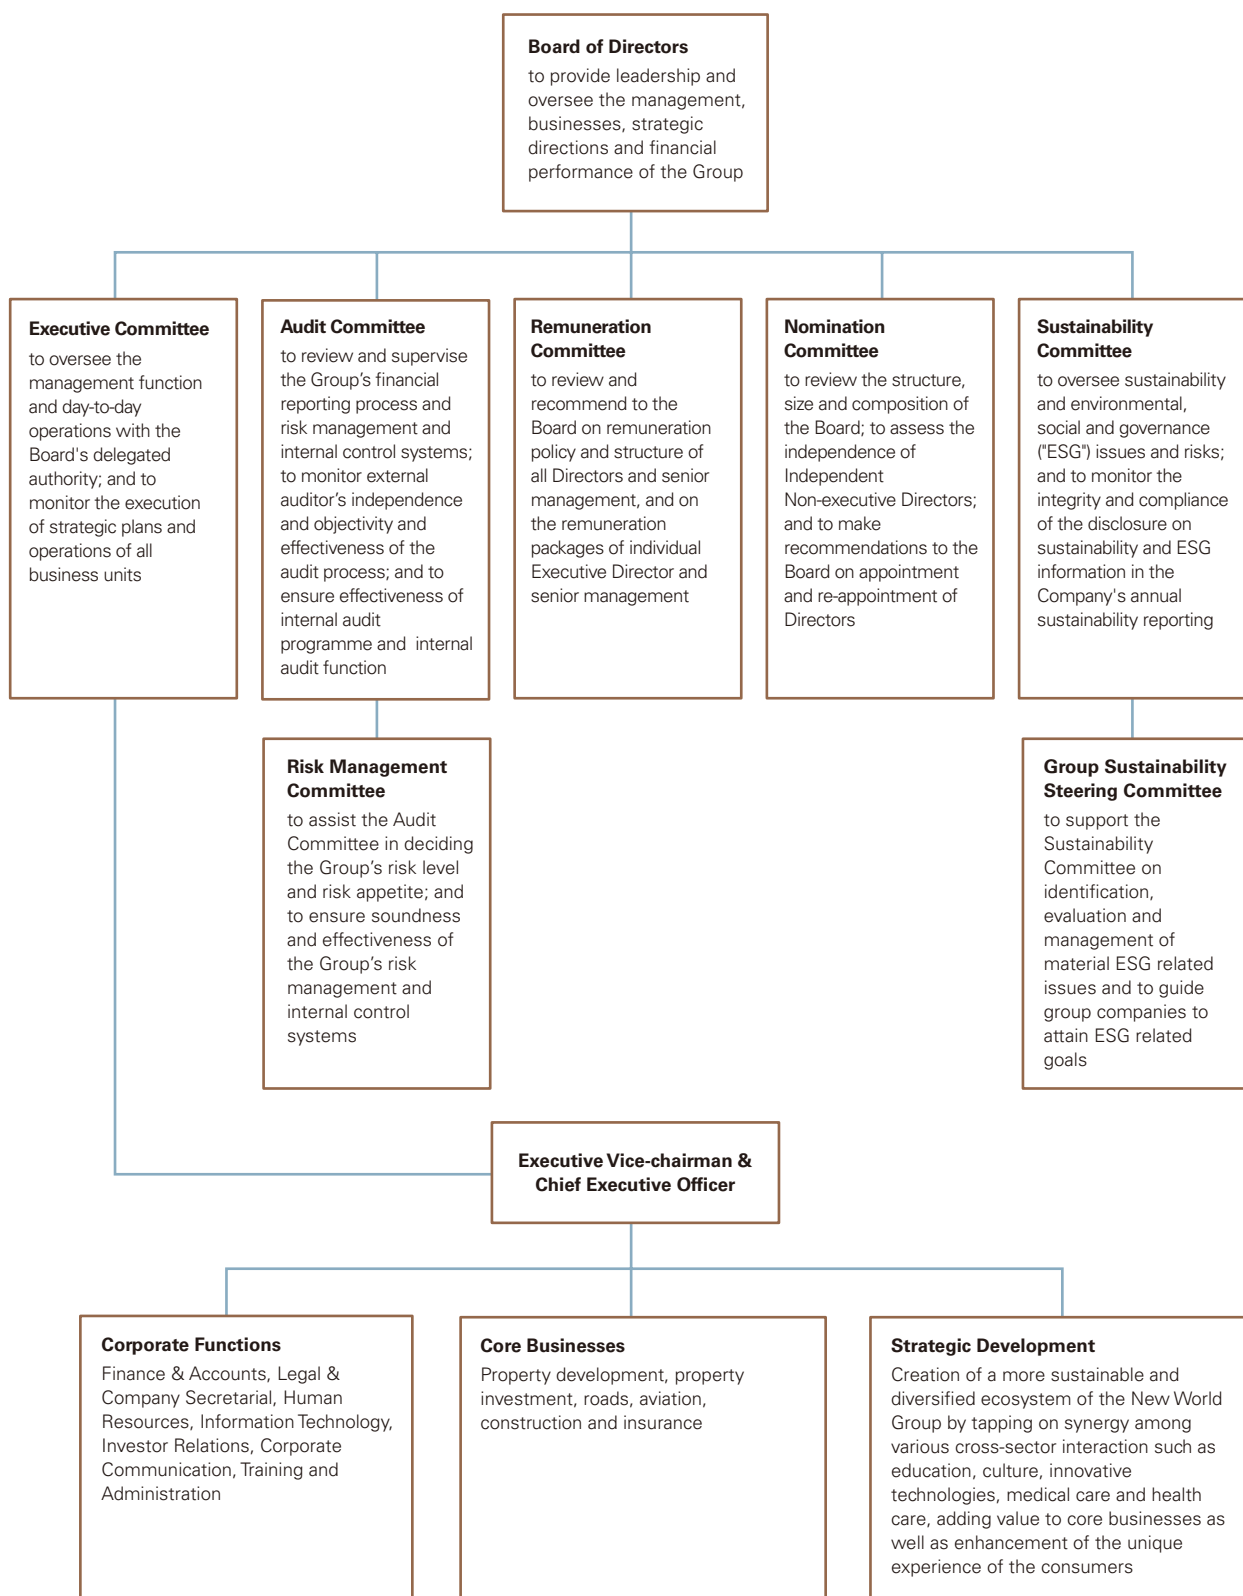 Board of Directors
to provide leadership and
oversee the management,
businesses, strategic
directions and financial
performance of the Group
Executive Committee
to oversee the
management function
and day-to-day
operations with the
Board's delegated
authority; and to
monitor the execution
of strategic plans and
operations of all
business units
Audit Committee
to review and supervise
the Group's financial
reporting process and
risk management and
internal control systems;
to monitor external
auditor's independence
and objectivity and
effectiveness of the
audit process; and to
ensure effectiveness of
internal audit
programme and internal
audit function
Remuneration
Committee
to review and
recommend to the
Board on remuneration
policy and structure of
all Directors and senior
management, and on
the remuneration
packages of individual
Executive Director and
senior management
Nomination
Committee
to review the structure,
size and composition of
the Board; to assess the
independence of
Independent
Non-executive Directors;
and to make
recommendations to the
Board on appointment
and re-appointment of
Directors
Sustainability
Committee
to oversee sustainability
and environmental,
social and governance
("ESG") issues and risks;
and to monitor the
integrity and compliance
of the disclosure on
sustainability and ESG
information in the
Company's annual
sustainability reporting
Risk Management
Committee
to assist the Audit
Committee in deciding
the Group's risk level
and risk appetite; and
to ensure soundness
and effectiveness of
the Group's risk
management and
internal control
systems
Group Sustainability
Steering Committee
to support the
Sustainability
Committee on
identification,
evaluation and
management of
material ESG related
issues and to guide
group companies to
attain ESG related
goals
Executive Vice-chairman &
Chief Executive Officer
Corporate Functions
Finance & Accounts, Legal &
Company Secretarial, Human
Resources, Information Technology,
Investor Relations, Corporate
Communication, Training and
Administration
Core Businesses
Property development, property
investment, roads, aviation,
construction and insurance
Strategic Development
Creation of a more sustainable and
diversified ecosystem of the New World
Group by tapping on synergy among
various cross-sector interaction such as
education, culture, innovative
technologies, medical care and health
care, adding value to core businesses as
well as enhancement of the unique
experience of the consumers